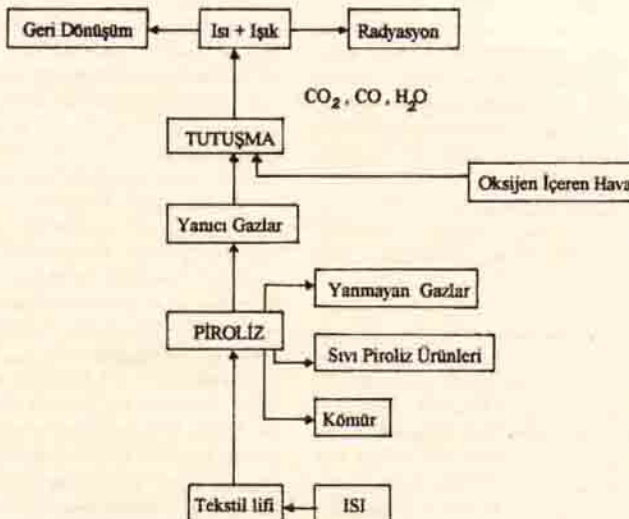 Geri Dönüşüm Isı + Işık Radyasyon
CO2 , CO , H2O
TUTUŞMA
Oksijen İçeren Hava
Yanıcı Gazlar
Yanmayan Gazlar
PİROLİZ
Sıvı Piroliz Ürünleri
Kömür
Tekstil lifi ISI